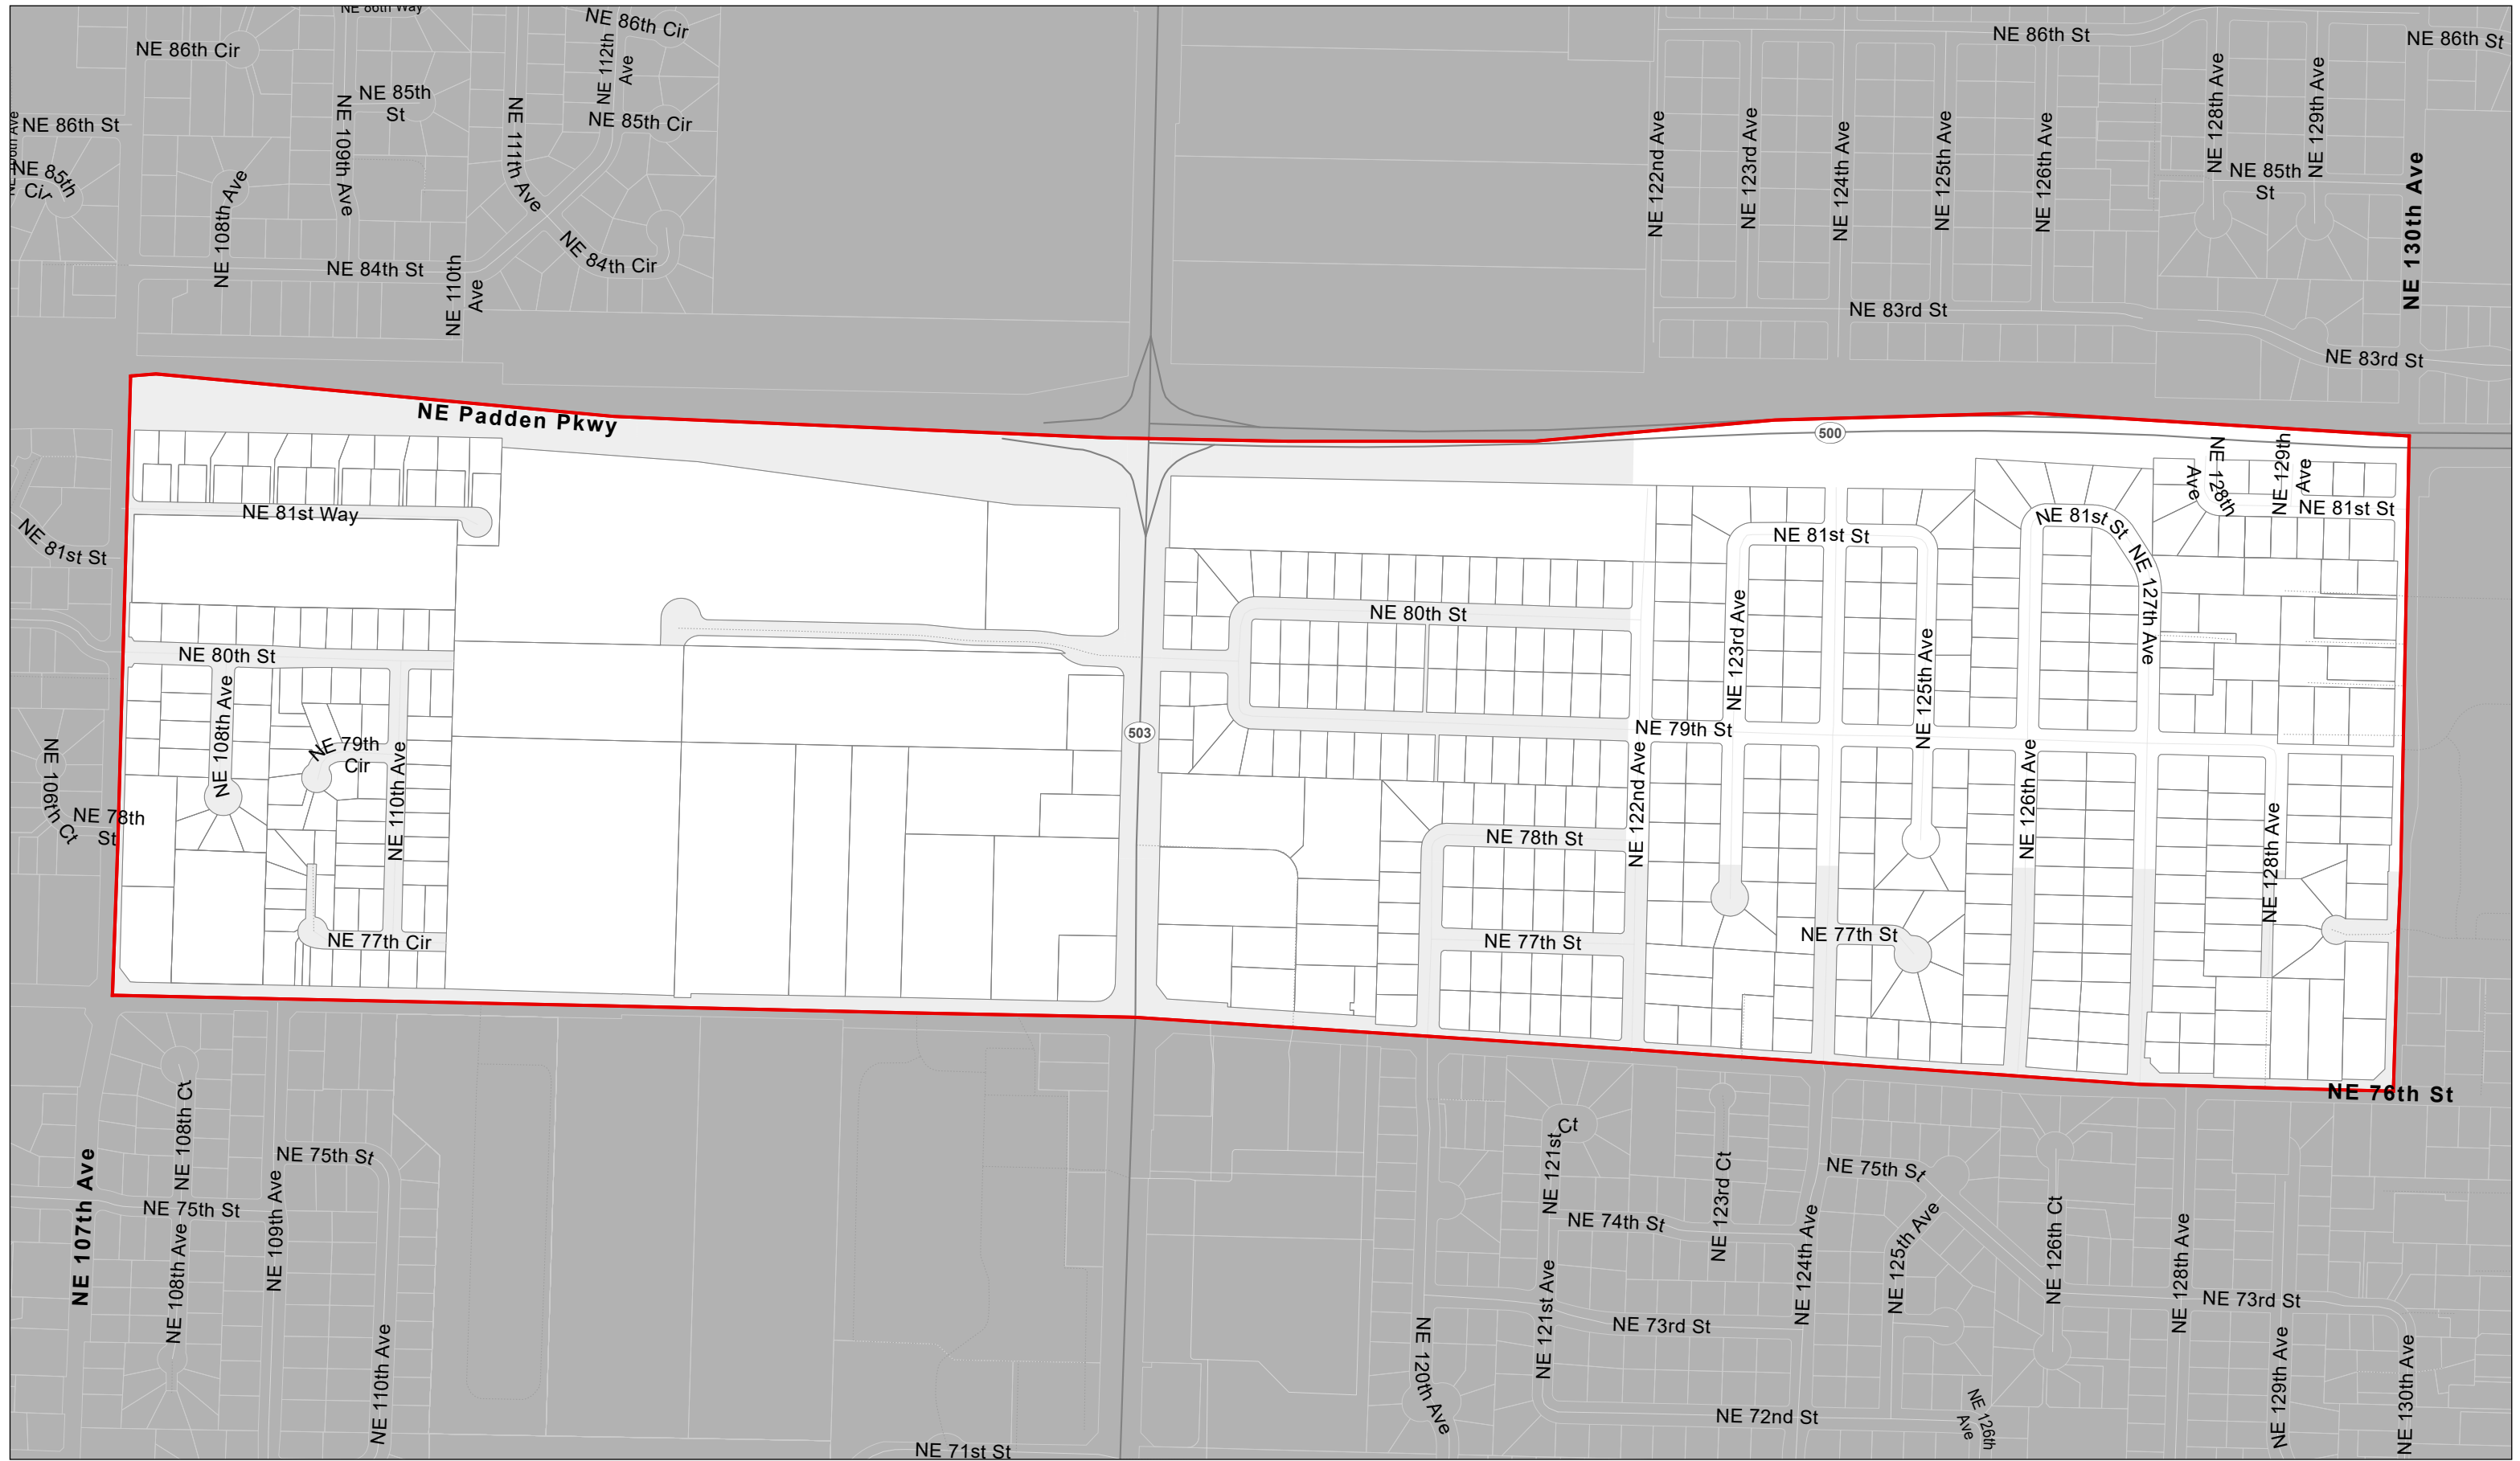 NE 86th Way
NE 86th Cir
NE 112th
Ave
NE 86th St
NE 86th St
NE 86th Cir
NE 85th
St
NE 109th Ave
NE 111th Ave
NE 85th Cir
NE 86th St
NE 85th
Cir
NE 108th Ave
NE 84th St
NE 110th
Ave
NE 84th Cir
NE 122nd Ave
NE 123rd Ave
NE 124th Ave
NE 125th Ave
NE 126th Ave
NE 128th Ave
NE 129th Ave
NE 85th
St
NE 130th Ave
NE 83rd St
NE 83rd St
NE Padden Pkwy
500
NE 128th
Ave
NE 129th
Ave
NE 81st Way
NE 81st St
NE 81st St
NE 81st St
NE 81st St
NE 127th Ave
NE 80th St
NE 80th St
NE 123rd Ave
NE 125th Ave
NE 108th Ave
NE 79th
Cir
NE 110th Ave
503
NE 79th St
NE 122nd Ave
NE 126th Ave
NE 106th Ct
NE 78th
St
NE 78th St
NE 128th Ave
NE 77th Cir
NE 77th St
NE 77th St
NE 76th St
NE 108th Ct
NE 121st
Ct
NE 107th Ave
NE 75th St
NE 75th St
NE 108th Ave
NE 109th Ave
NE 110th Ave
NE 123rd Ct
NE 75th St
NE 74th St
NE 124th Ave
NE 125th Ave
NE 126th Ct
NE 128th Ave
NE 73rd St
NE 121st Ave
NE 73rd St
NE 120th Ave
NE 72nd St
NE 126th
Ave
NE 129th Ave
NE 130th Ave
NE 71st St